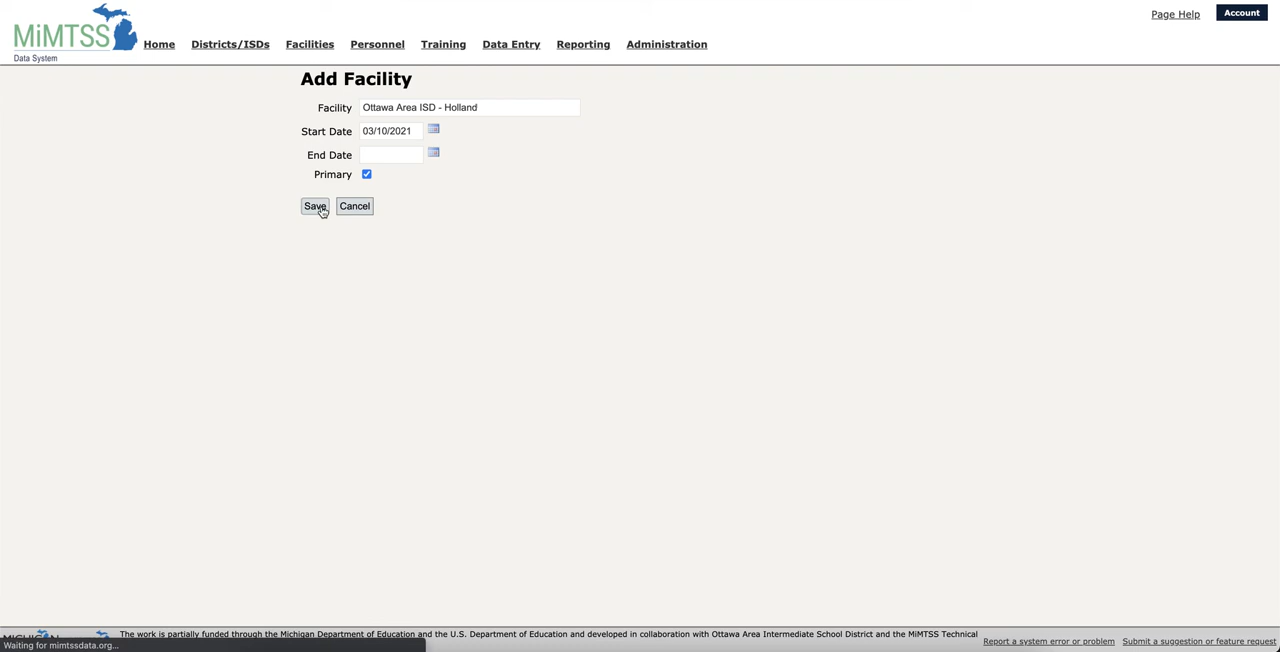 MiMTSS
Data System
Home Districts/ISDs Facilities Personnel Training Data Entry Reporting Administration
Page Help Account
Add Facility
Facility Ottawa Area ISD - Holland
Start Date 03/10/2021
End Date
Primary
Save Cancel
The work is partially funded through the Michigan Department of Education and the U.S. Department of Education and developed in collaboration with Ottawa Area Intermediate School District and the MiMTSS Technical
Report a system error or problem Submit a suggestion or feature request
Waiting for mimtssdata.org...